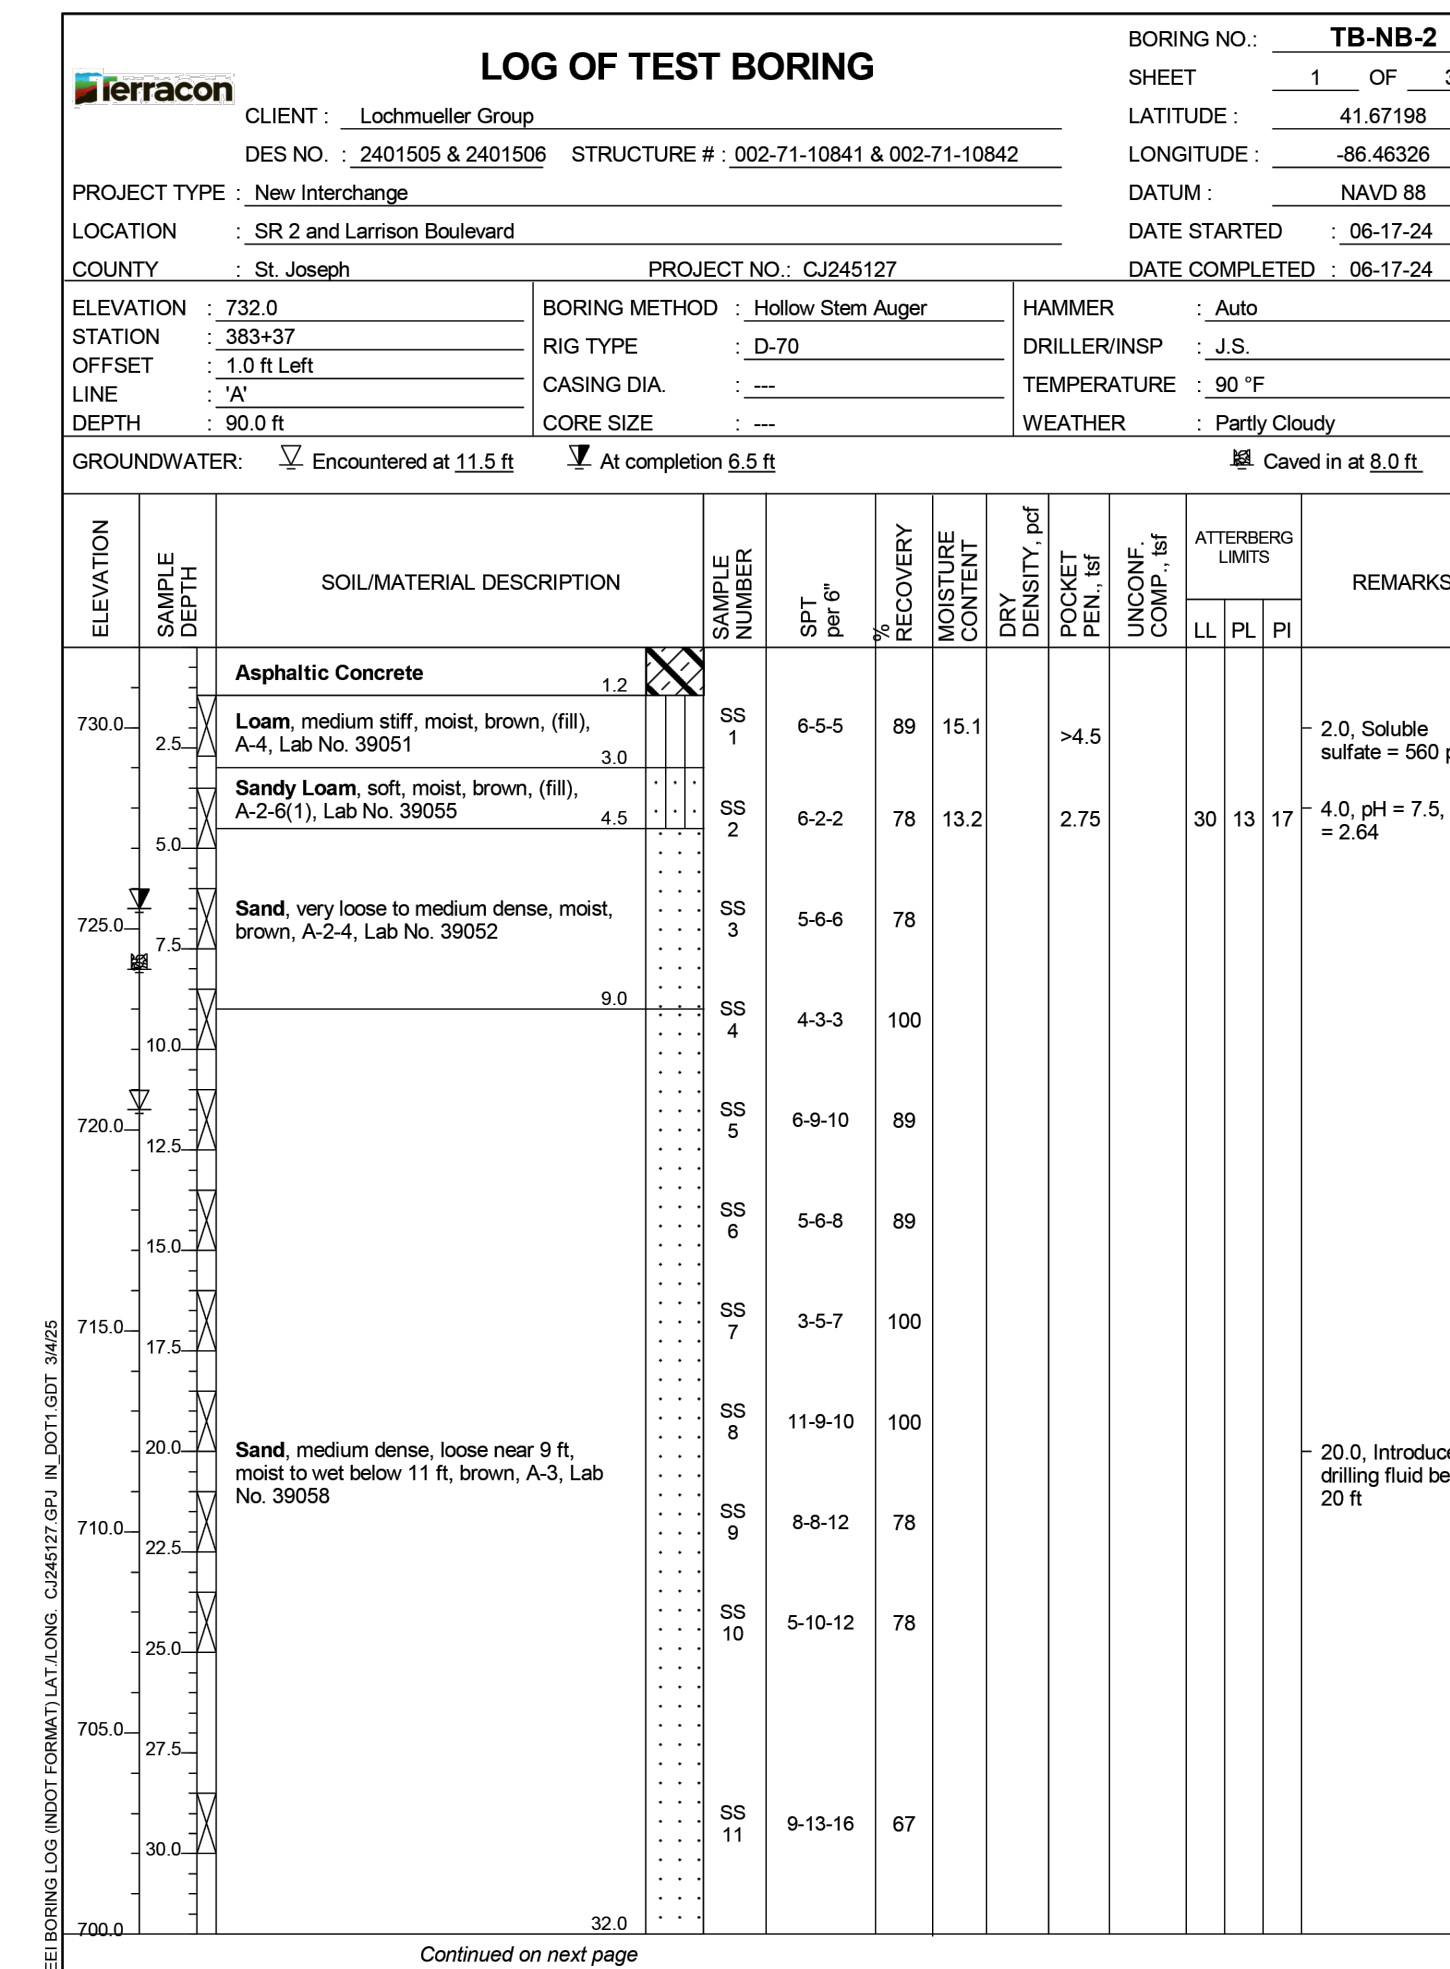 LOG OF TEST BORING
Terracon
BORING NO.: TB-NB-2
SHEET 1 OF
CLIENT : Lochmueller Group
LATITUDE : 41.67198
DES NO. : 2401505 & 2401506 STRUCTURE # : 002-71-10841 & 002-71-10842
LONGITUDE : -86.46326
PROJECT TYPE : New Interchange
DATUM : NAVD 88
LOCATION : SR 2 and Larrison Boulevard
DATE STARTED : 06-17-24
COUNTY : St. Joseph PROJECT NO.: CJ245127
DATE COMPLETED : 06-17-24
ELEVATION : 732.0
STATION : 383+37
OFFSET : 1.0 ft Left
LINE : 'A'
DEPTH : 90.0 ft
BORING METHOD : Hollow Stem Auger
RIG TYPE : D-70
CASING DIA. : ---
CORE SIZE : ---
HAMMER : Auto
DRILLER/INSP : J.S.
TEMPERATURE : 90 °F
WEATHER : Partly Cloudy
GROUNDWATER: Encountered at 11.5 ft At completion 6.5 ft Caved in at 8.0 ft
ELEVATION
SAMPLE
DEPTH
SOIL/MATERIAL DESCRIPTION
SAMPLE
NUMBER
SPT
per 6"
%
RECOVERY
MOISTURE
CONTENT
DRY
DENSITY, pcf
POCKET
PEN., tsf
UNCONF.
COMP., tsf
ATTERBERG
LIMITS
LL PL PI
REMARKS
Asphaltic Concrete
1.2
730.0
2.5
Loam, medium stiff, moist, brown, (fill),
A-4, Lab No. 39051
3.0
SS
1
6-5-5 89 15.1 >4.5
2.0, Soluble
sulfate = 560
Sandy Loam, soft, moist, brown, (fill),
A-2-6(1), Lab No. 39055
4.5
SS
2
6-2-2 78 13.2 2.75 30 13 17
4.0, pH = 7.5,
= 2.64
5.0
725.0
7.5
Sand, very loose to medium dense, moist,
brown, A-2-4, Lab No. 39052
SS
3
5-6-6 78
9.0
SS
4
4-3-3 100
10.0
SS
5
6-9-10 89
720.0
12.5
SS
6
5-6-8 89
15.0
SS
7
3-5-7 100
715.0
17.5
SS
8
11-9-10 100
20.0
Sand, medium dense, loose near 9 ft,
moist to wet below 11 ft, brown, A-3, Lab
No. 39058
20.0,
drilling fluid
20 ft
SS
9
8-8-12 78
710.0
22.5
SS
10
5-10-12 78
25.0
705.0
27.5
SS
11
9-13-16 67
30.0
700.0
32.0
Continued on next page
EEI BORING LOG (INDOT FORMAT) LAT./LONG. CJ245127.GPJ IN_DOT1.GDT 3/4/25